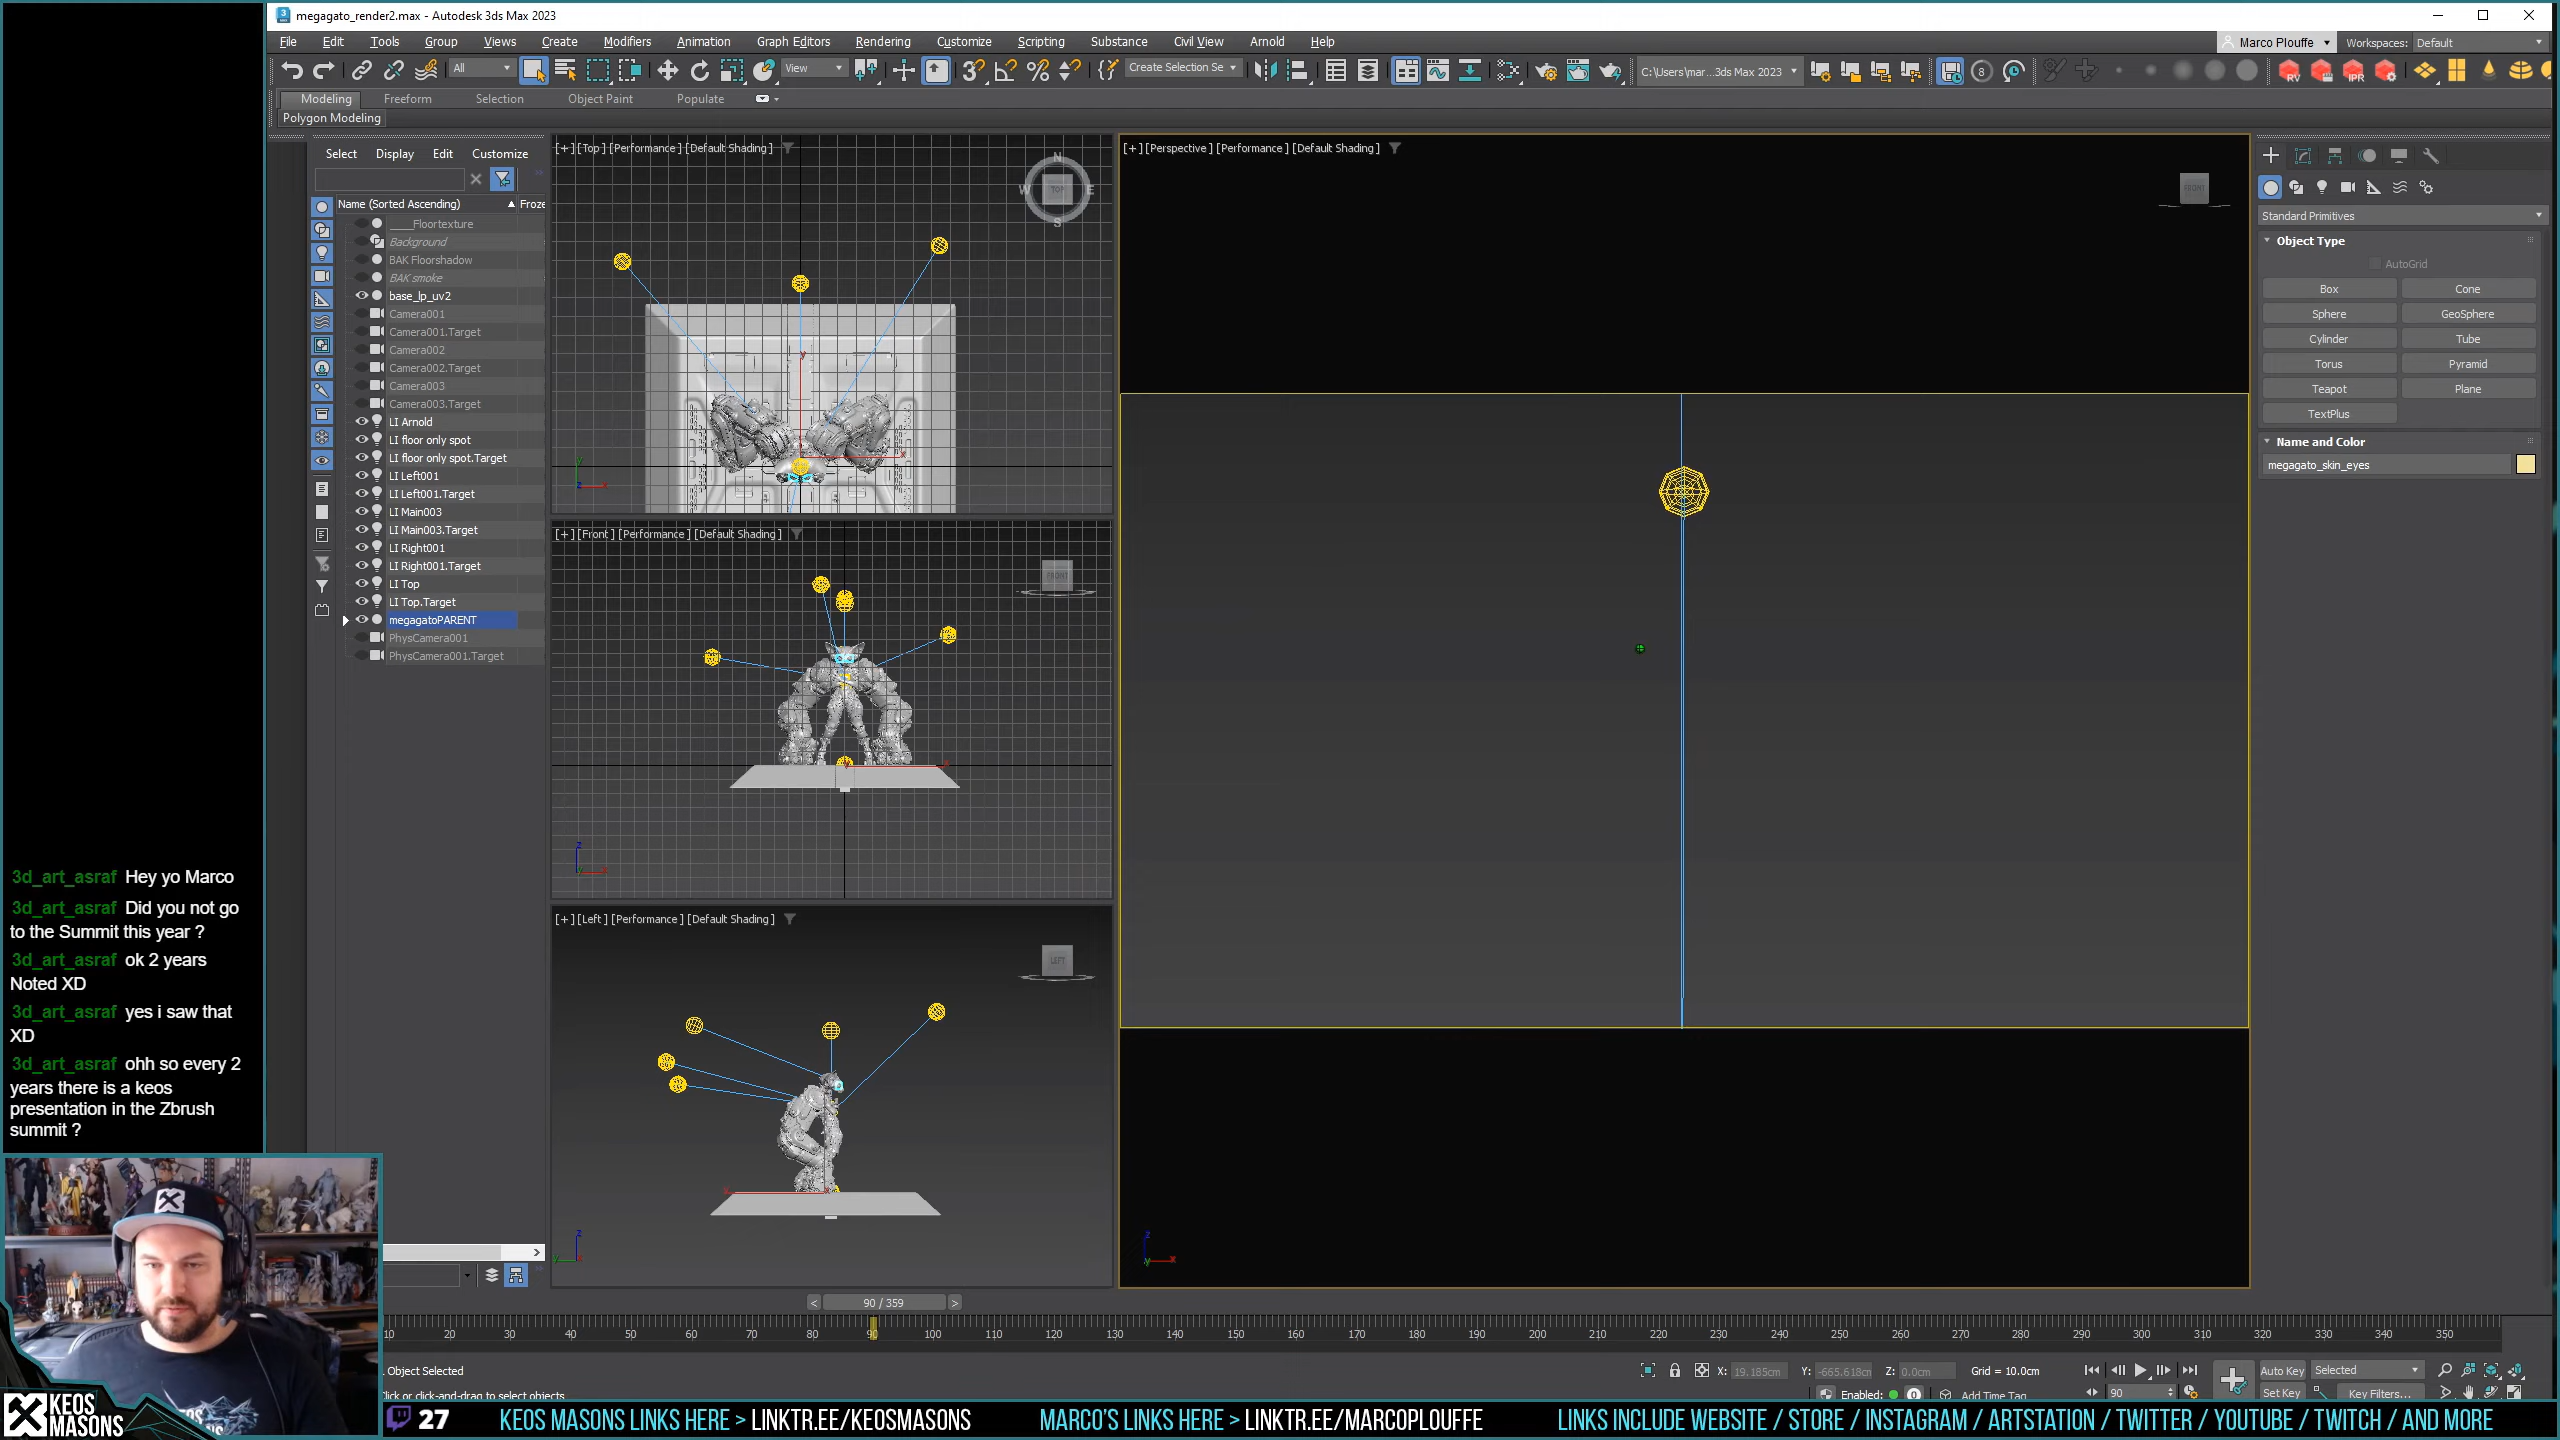 megagato_render2.max - Autodesk 3ds Max 2023
File Edit Tools Group Views Create Modifiers Animation Graph Editors Rendering Customize Scripting Substance Civil View Arnold Help
Marco Plouffe Workspaces: Default
All View Create Selection Se C:\Users\mar...3ds Max 2023 8 RV IPR
Modeling Freeform Selection Object Paint Populate
Polygon Modeling
Select Display Edit Customize
Name (Sorted Ascending) ▲ Froze
____Floortexture
Background
BAK Floorshadow
BAK smoke
base_lp_uv2
Camera001
Camera001.Target
Camera002
Camera002.Target
Camera003
Camera003.Target
LI Arnold
LI floor only spot
LI floor only spot.Target
LI Left001
LI Left001.Target
LI Main003
LI Main003.Target
LI Right001
LI Right001.Target
LI Top
LI Top.Target
megagatoPARENT
PhysCamera001
PhysCamera001.Target
[+] [Top] [Performance] [Default Shading]
N
W TOP E
S
y
x
z
[+] [Front] [Performance] [Default Shading]
FRONT
z
x
[+] [Left] [Performance] [Default Shading]
LEFT
z
y
[+] [Perspective] [Performance] [Default Shading]
FRONT
z
y x
Standard Primitives
Object Type
AutoGrid
Box Cone
Sphere GeoSphere
Cylinder Tube
Torus Pyramid
Teapot Plane
TextPlus
Name and Color
megagato_skin_eyes
3d_art_asraf Hey yo Marco
3d_art_asraf Did you not go
to the Summit this year ?
3d_art_asraf ok 2 years
Noted XD
3d_art_asraf yes i saw that
XD
3d_art_asraf ohh so every 2
years there is a keos
presentation in the Zbrush
summit ?
< 90 / 359 >
10 20 30 40 50 60 70 80 90 100 110 120 130 140 150 160 170 180 190 200 210 220 230 240 250 260 270 280 290 300 310 320 330 340 350
Object Selected
Click or click-and-drag to select objects
X: 19.185cm Y: -665.618cm Z: 0.0cm Grid = 10.0cm
Enabled: 0 Add Time Tag
Auto Key Selected
90 Set Key Key Filters...
KEOS
MASONS
27 KEOS MASONS LINKS HERE > LINKTR.EE/KEOSMASONS MARCO'S LINKS HERE > LINKTR.EE/MARCOPLOUFFE LINKS INCLUDE WEBSITE / STORE / INSTAGRAM / ARTSTATION / TWITTER / YOUTUBE / TWITCH / AND MORE